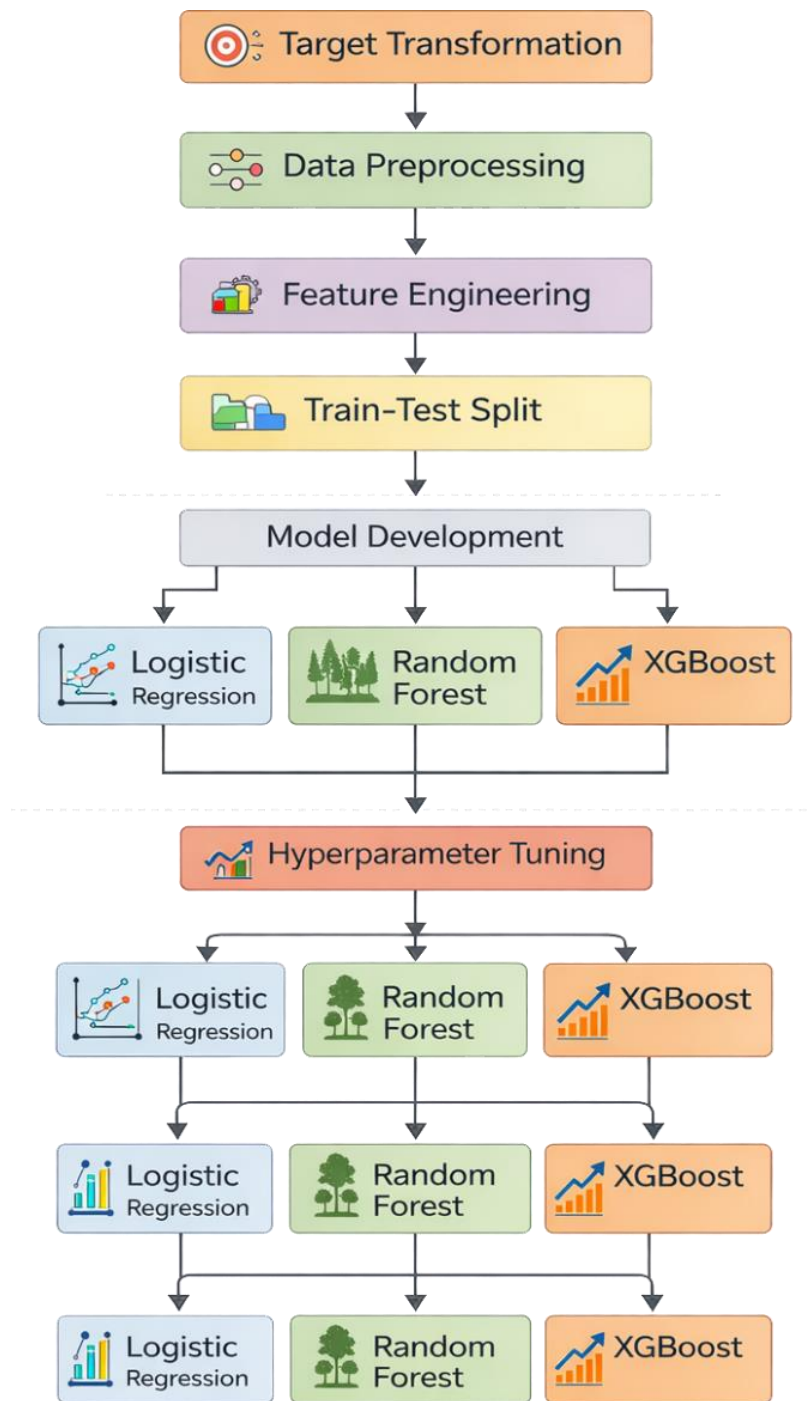 Target Transformation
Data Preprocessing
Feature Engineering
Train-Test Split
Model Development
Logistic
Regression
Random
Forest
XGBoost
Hyperparameter Tuning
Logistic
Regression
Random
Forest
XGBoost
Logistic
Regression
Random
Forest
XGBoost
Logistic
Regression
Random
Forest
XGBoost